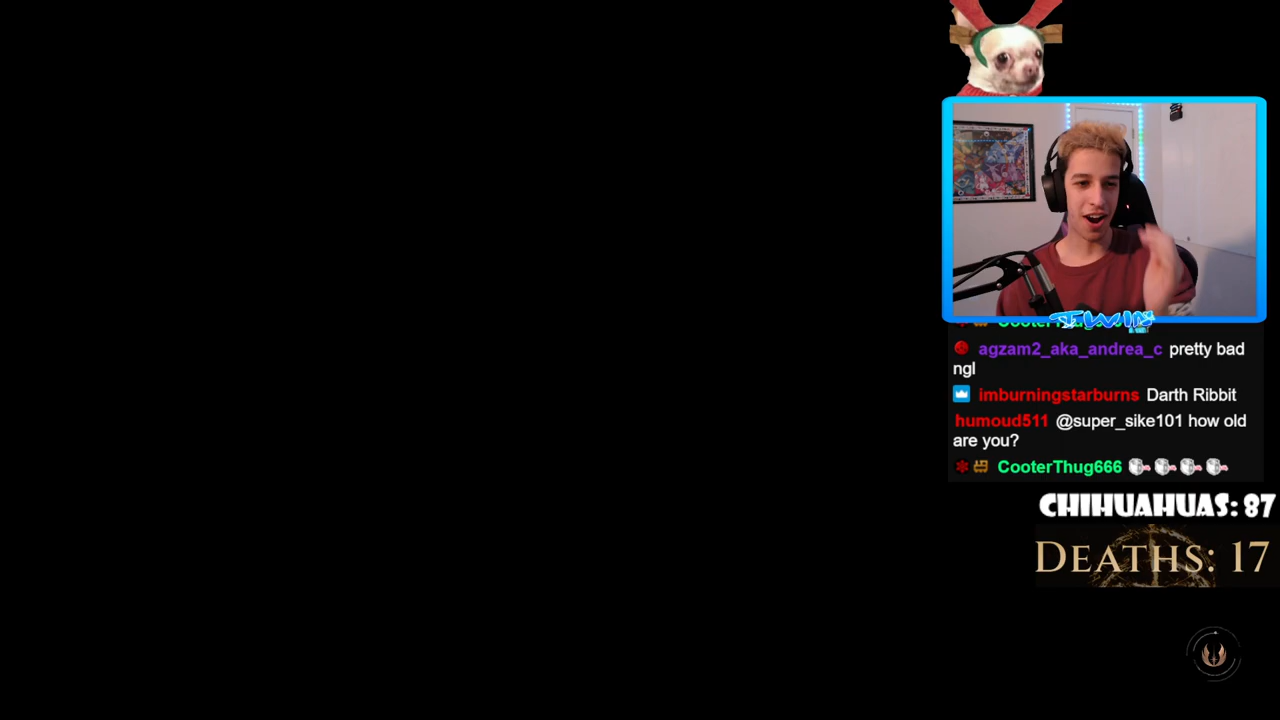 agzam2_aka_andrea_c pretty bad
ngl
imburningstarburns Darth Ribbit
humoud511 @super_sike101 how old
are you?
CooterThug666
CHIHUAHUAS: 87
DEATHS: 17